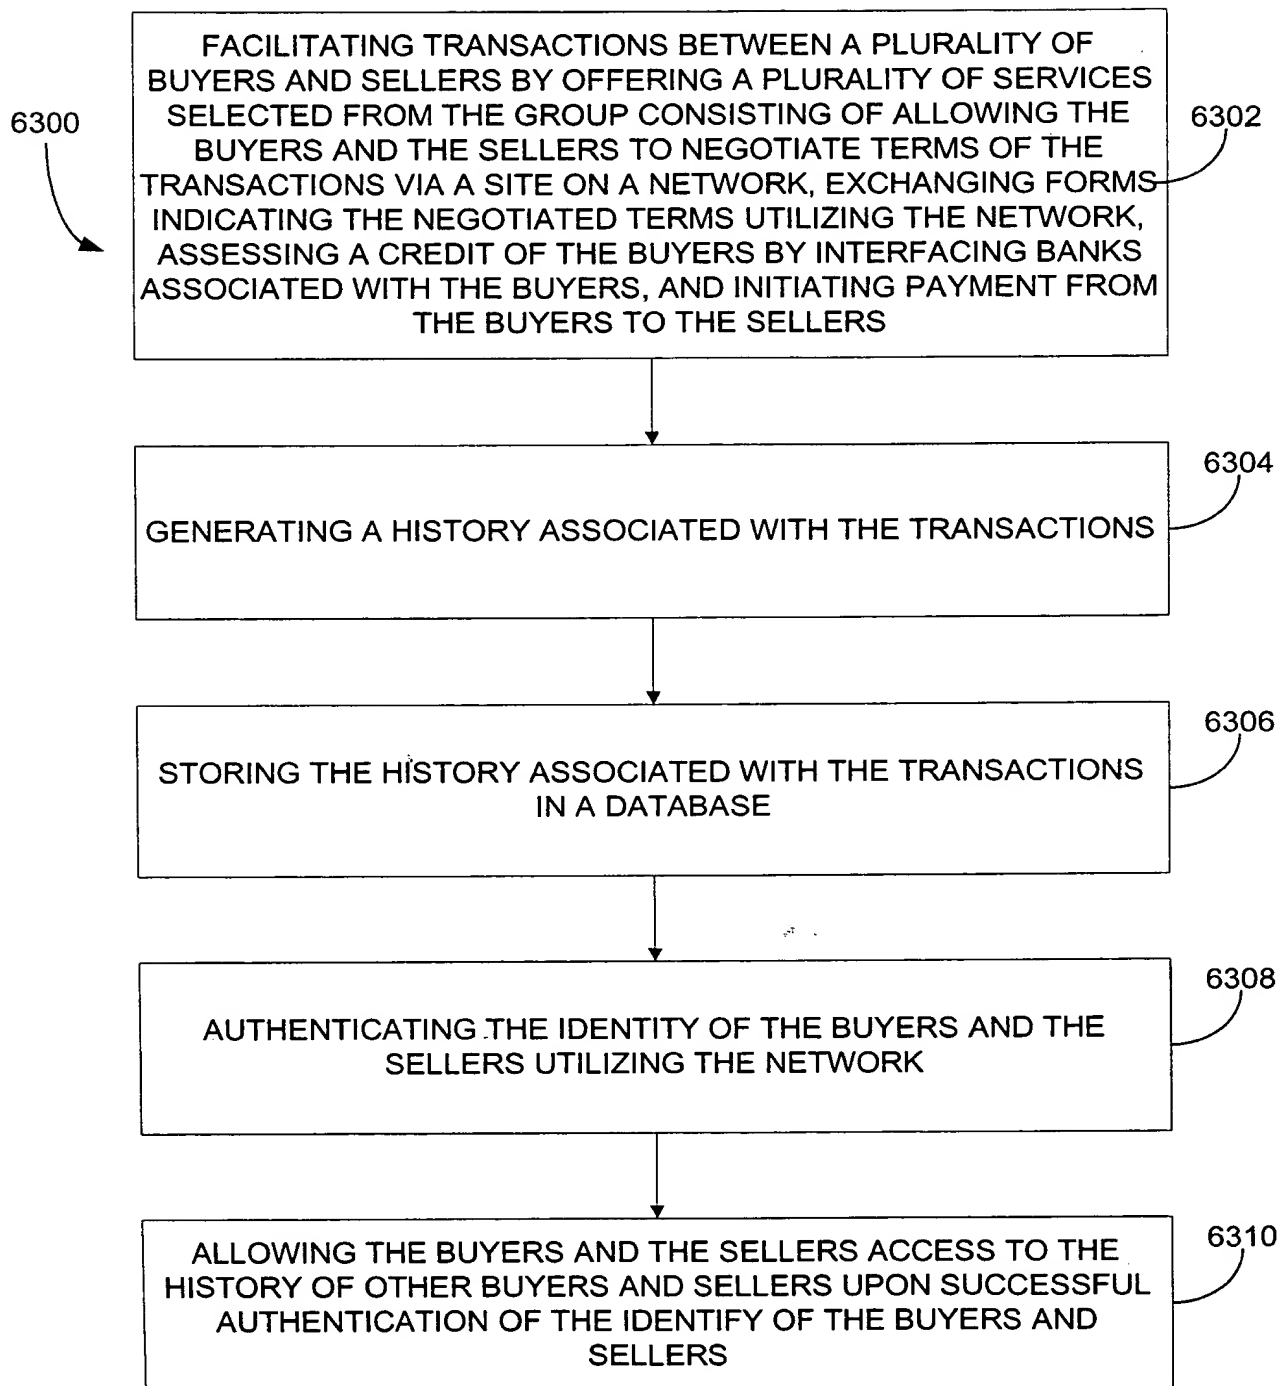 FACILITATING TRANSACTIONS BETWEEN A PLURALITY OF
BUYERS AND SELLERS BY OFFERING A PLURALITY OF SERVICES
SELECTED FROM THE GROUP CONSISTING OF ALLOWING THE
BUYERS AND THE SELLERS TO NEGOTIATE TERMS OF THE
TRANSACTIONS VIA A SITE ON A NETWORK, EXCHANGING FORMS
INDICATING THE NEGOTIATED TERMS UTILIZING THE NETWORK,
ASSESSING A CREDIT OF THE BUYERS BY INTERFACING BANKS
ASSOCIATED WITH THE BUYERS, AND INITIATING PAYMENT FROM
THE BUYERS TO THE SELLERS
6300
6302
GENERATING A HISTORY ASSOCIATED WITH THE TRANSACTIONS
6304
STORING THE HISTORY ASSOCIATED WITH THE TRANSACTIONS
IN A DATABASE
6306
AUTHENTICATING THE IDENTITY OF THE BUYERS AND THE
SELLERS UTILIZING THE NETWORK
6308
ALLOWING THE BUYERS AND THE SELLERS ACCESS TO THE
HISTORY OF OTHER BUYERS AND SELLERS UPON SUCCESSFUL
AUTHENTICATION OF THE IDENTIFY OF THE BUYERS AND
SELLERS
6310